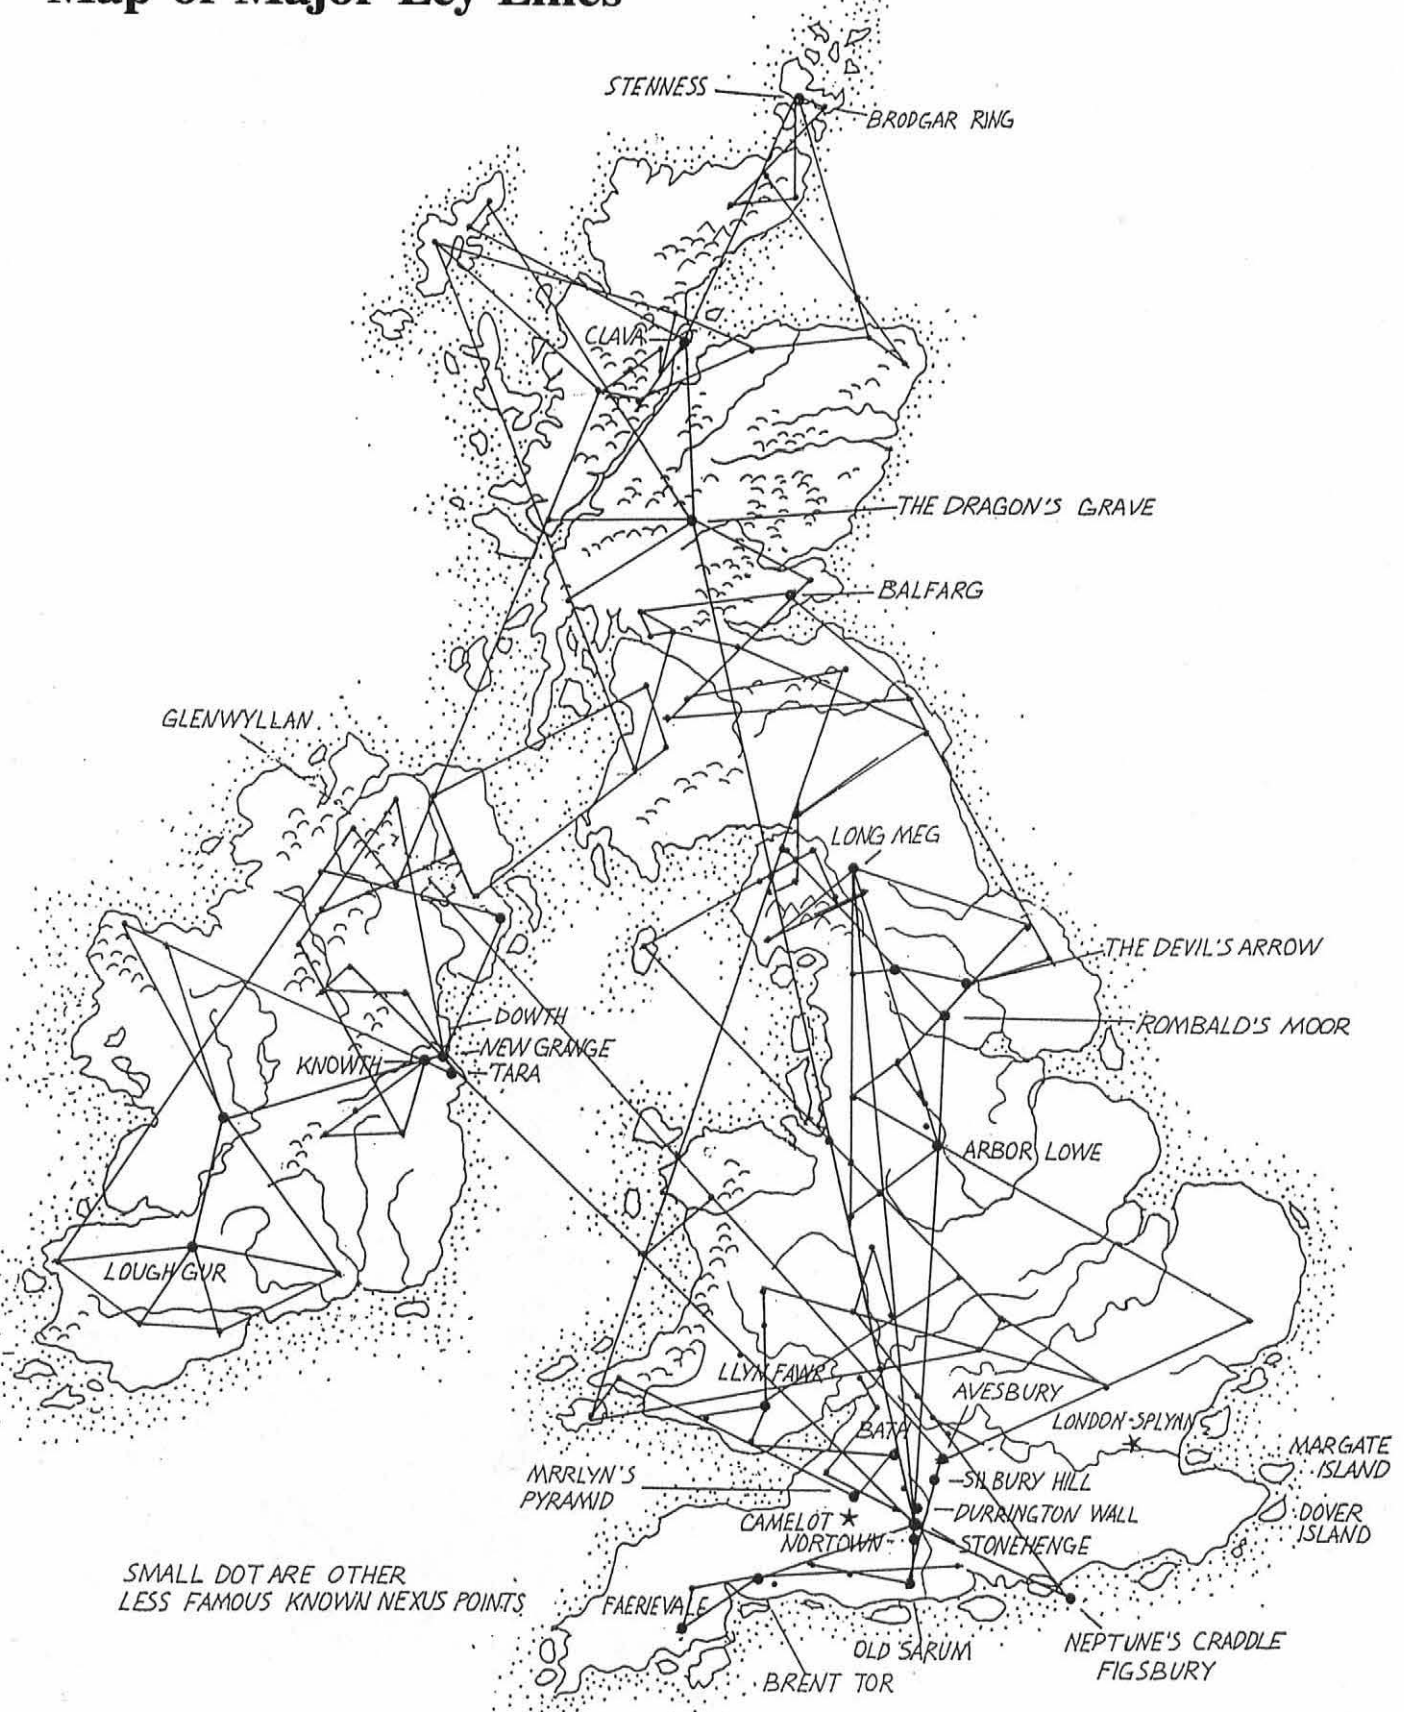 Map of Major Ley Lines
STENNESS
BRODGAR RING
CLAVA
THE DRAGON'S GRAVE
BALFARG
GLENWYLLAN
LONG MEG
THE DEVIL'S ARROW
DOWTH
ROMBALD'S MOOR
NEW GRANGE
KNOWTH
TARA
ARBOR LOWE
LOUGH GUR
LLYN FAWR
AVESBURY
LONDON-SPLYNN
BATH
MARGATE
ISLAND
MRRLYN'S
PYRAMID
SILBURY HILL
CAMELOT
DURRINGTON WALL
DOVER
ISLAND
NORTOWN
STONEHENGE
SMALL DOT ARE OTHER
LESS FAMOUS KNOWN NEXUS POINTS
FAERIEVALE
OLD SARUM
NEPTUNE'S CRADDLE
FIGSBURY
BRENT TOR